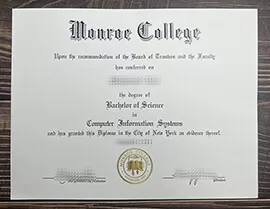 Monroe College
Upon the recommendation of the Board of Trustees and the Faculty
has conferred on
the degree of
Bachelor of Science
in
Computer Information Systems
and has granted this Diploma in the City of New York as evidence thereof.